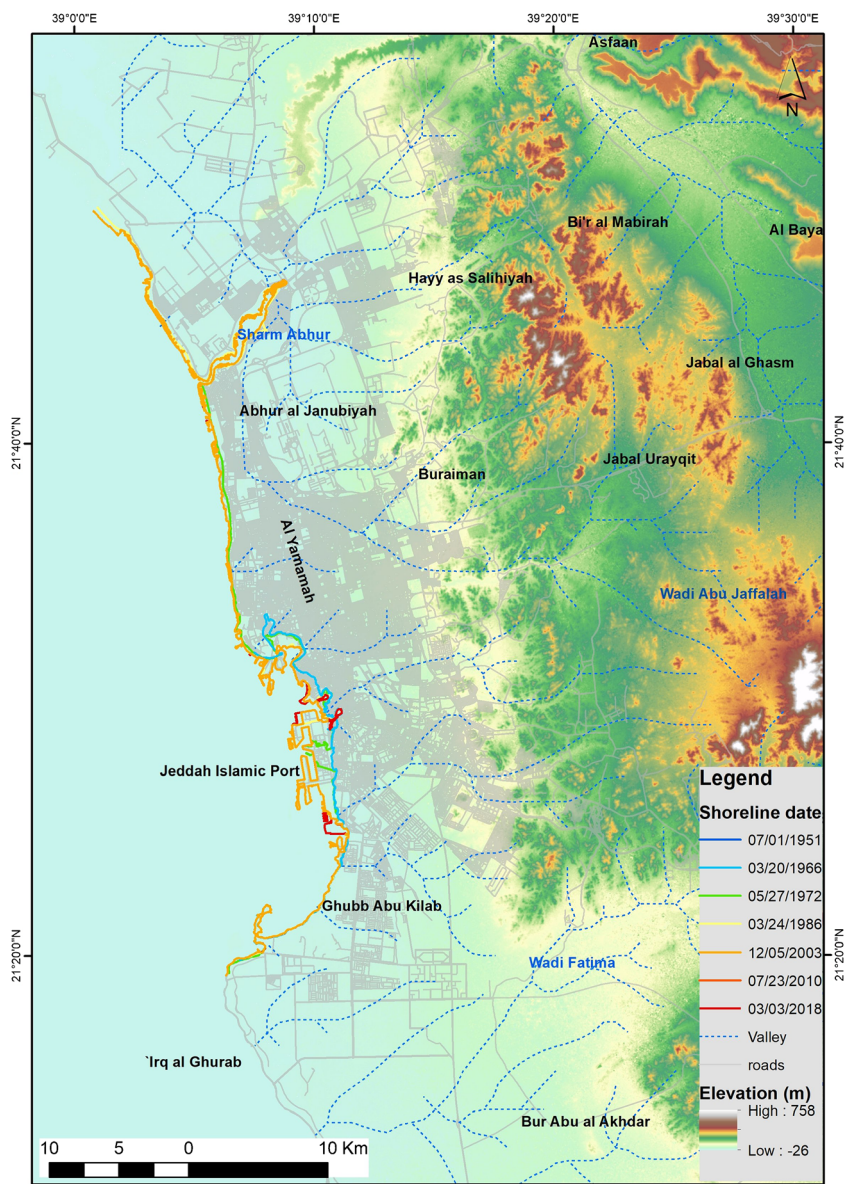 39°0'0"E 39°10'0"E 39°20'0"E 39°30'0"E
Asfaan
N
Bi'r al Mabirah
Al Baya
Hayy as Salihiyah
Sharm Abhur
Jabal al Ghasm
Abhur al Janubiyah
21°40'0"N 21°40'0"N
Jabal Urayqit
Buraiman
Al Yamamah
Wadi Abu Jaffalah
Jeddah Islamic Port
Ghubb Abu Kilab
21°20'0"N 21°20'0"N
Wadi Fatima
`Irq al Ghurab
Bur Abu al Akhdar
10 5 0 10 Km
Legend
Shoreline date
07/01/1951
03/20/1966
05/27/1972
03/24/1986
12/05/2003
07/23/2010
03/03/2018
Valley
roads
Elevation (m)
High : 758
Low : -26